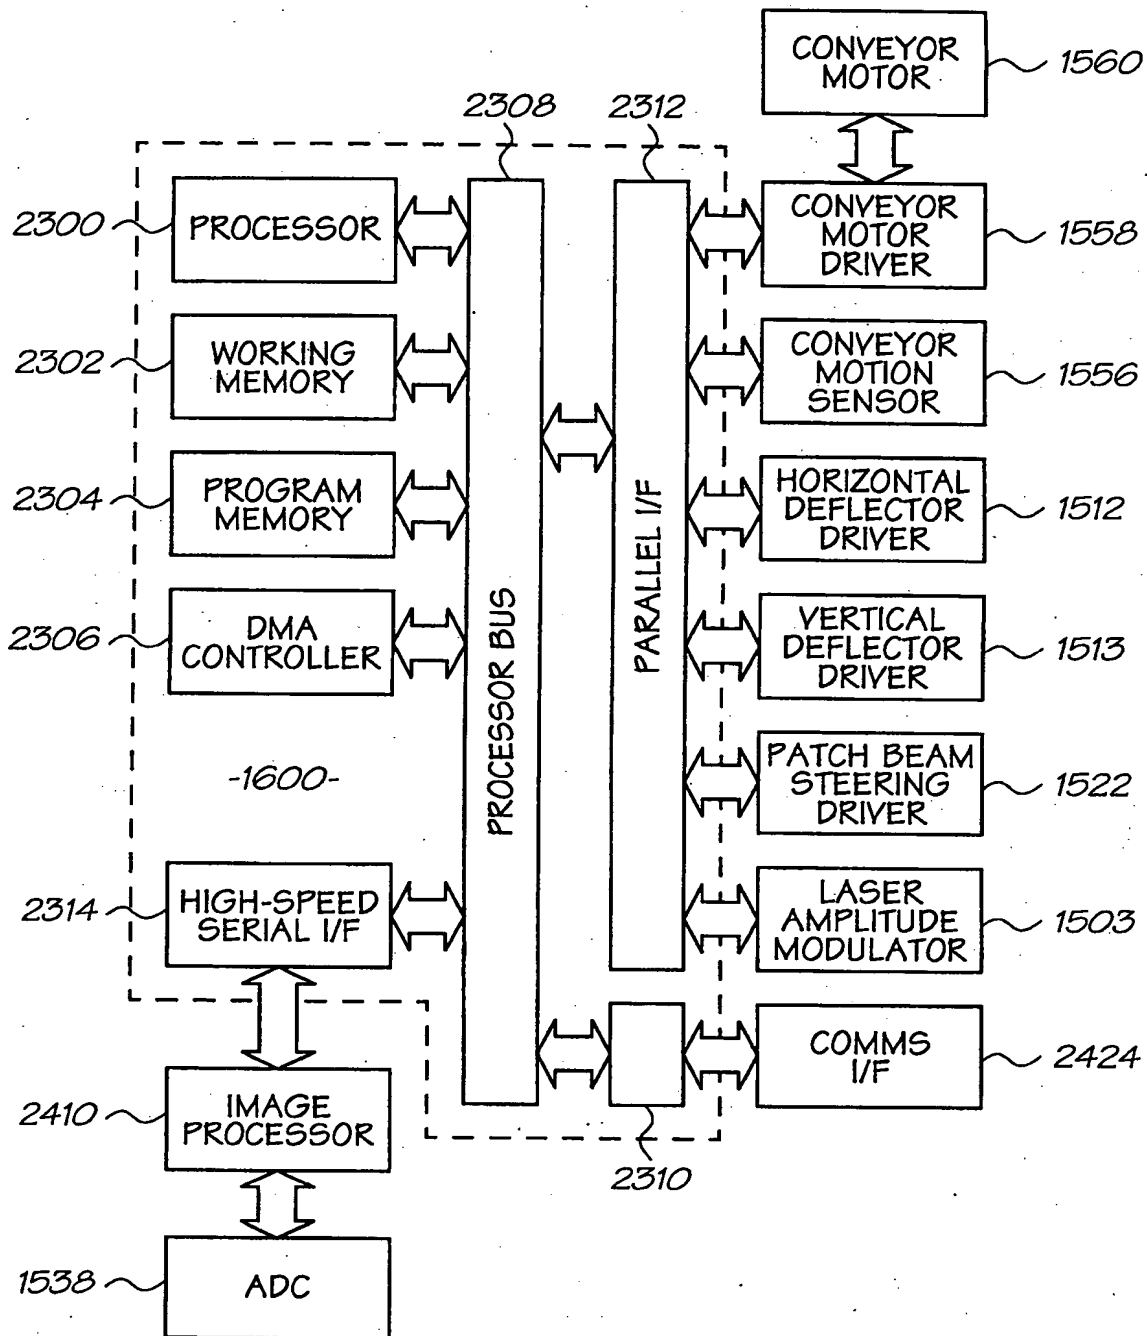 CONVEYOR
MOTOR
1560
2308
2312
2300
PROCESSOR
CONVEYOR
MOTOR
DRIVER
1558
2302
WORKING
MEMORY
CONVEYOR
MOTION
SENSOR
1556
2304
PROGRAM
MEMORY
HORIZONTAL
DEFLECTOR
DRIVER
1512
PROCESSOR BUS
PARALLEL I/F
2306
DMA
CONTROLLER
VERTICAL
DEFLECTOR
DRIVER
1513
-1600-
PATCH BEAM
STEERING
DRIVER
1522
2314
HIGH-SPEED
SERIAL I/F
LASER
AMPLITUDE
MODULATOR
1503
COMMS
I/F
2424
2410
IMAGE
PROCESSOR
2310
1538
ADC